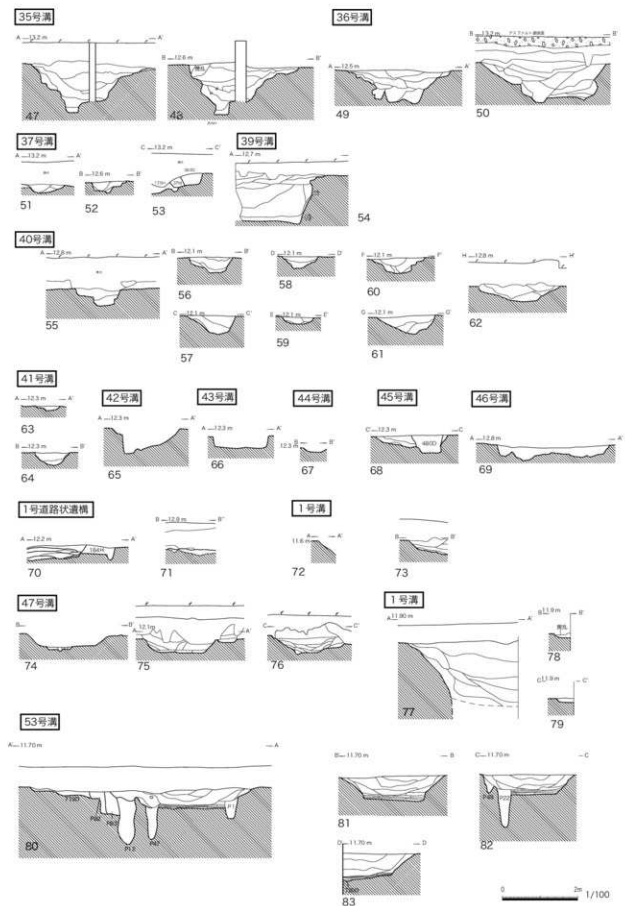 35号溝
A 13.2 m A'
47
B 12.6 m B'
36号溝
A 12.5 m A'
49
B 13.2 m B'
50
37号溝
A 13.2 m A'
51
B 12.6 m B'
52
C 13.2 m C'
53
39号溝
A 12.7 m
54
40号溝
A 12.8 m A'
55
B 12.1 m B'
56
C 12.1 m C'
57
D 12.1 m D'
58
E 12.1 m E'
59
F 12.1 m F'
60
G 12.1 m G'
61
H 12.8 m H'
62
41号溝
A 12.3 m A'
63
B 12.3 m B'
64
42号溝
A 12.3 m A'
65
43号溝
A 12.3 m A'
66
44号溝
B B'
12.3 m
67
45号溝
C' 12.3 m C
68
46号溝
A 12.8 m A'
69
1号道路状遺構
A 12.2 m A'
70
B 12.8 m B'
71
1号溝
A A'
11.6 m
72
B B'
73
47号溝
B B'
74
A 12.1m A'
75
C C'
76
1号溝
A 11.90 m A'
77
B 11.9 m B'
78
C 11.9 m C'
79
53号溝
A' 11.70 m A
P13
P47
P1
80
B' 11.70 m B
81
C' 11.70 m C
P22
82
D' 11.70 m D
83
0 2m 1/100